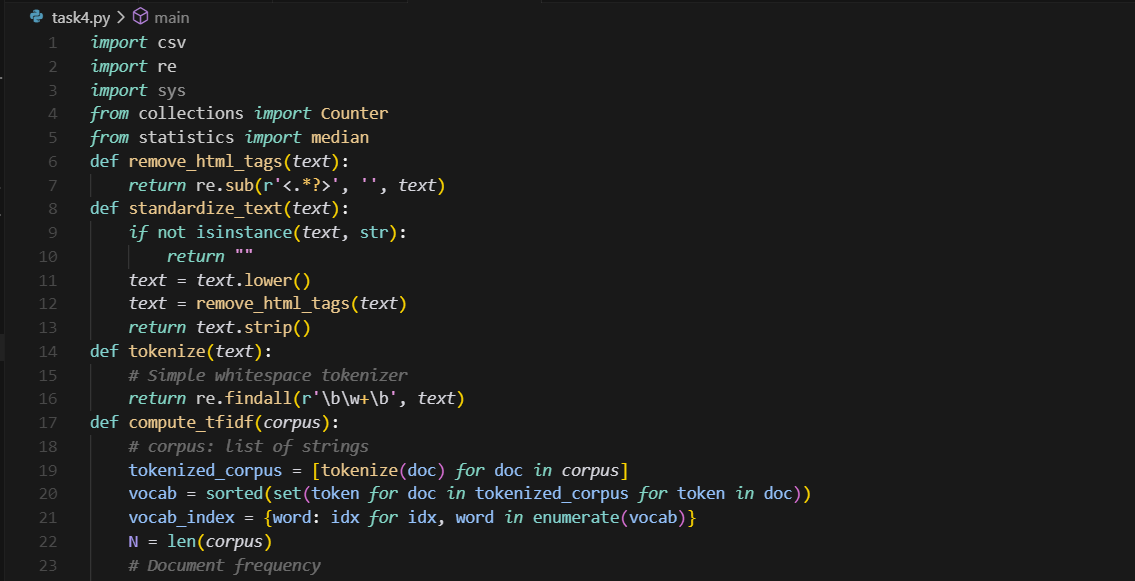 task4.py > main
1 import csv
2 import re
3 import sys
4 from collections import Counter
5 from statistics import median
6 def remove_html_tags(text):
7     return re.sub(r'<.*?>', '', text)
8 def standardize_text(text):
9     if not isinstance(text, str):
10         return ""
11     text = text.lower()
12     text = remove_html_tags(text)
13     return text.strip()
14 def tokenize(text):
15     # Simple whitespace tokenizer
16     return re.findall(r'\b\w+\b', text)
17 def compute_tfidf(corpus):
18     # corpus: list of strings
19     tokenized_corpus = [tokenize(doc) for doc in corpus]
20     vocab = sorted(set(token for doc in tokenized_corpus for token in doc))
21     vocab_index = {word: idx for idx, word in enumerate(vocab)}
22     N = len(corpus)
23     # Document frequency